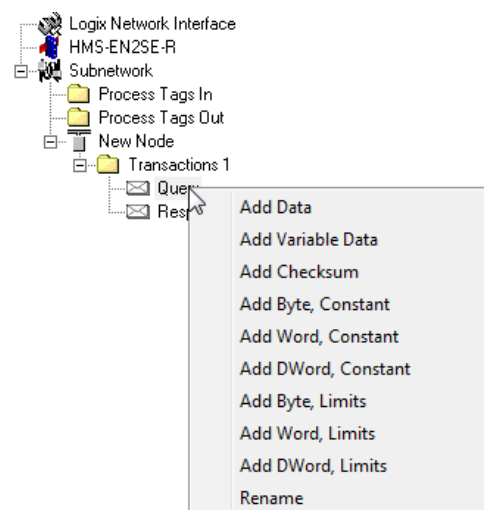 Logix Network Interface
HMS-EN2SE-R
Subnetwork
Process Tags In
Process Tags Out
New Node
Transactions 1
Query
Resp
Add Data
Add Variable Data
Add Checksum
Add Byte, Constant
Add Word, Constant
Add DWord, Constant
Add Byte, Limits
Add Word, Limits
Add DWord, Limits
Rename